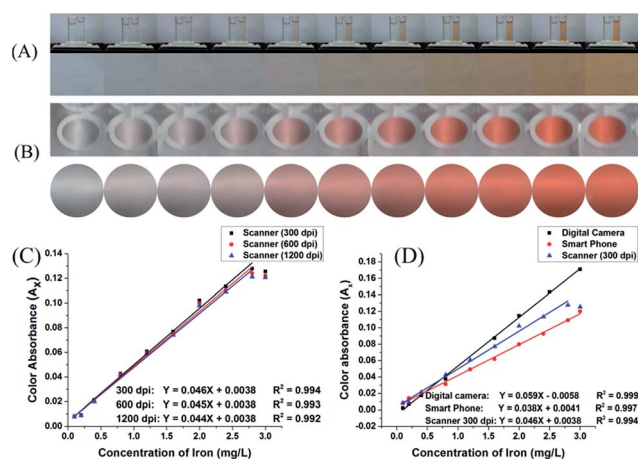 (A)
(B)
(C)
Scanner (300 dpi)
Scanner (600 dpi)
Scanner (1200 dpi)
Color Absorbance (Ax)
0.14
0.12
0.10
0.08
0.06
0.04
0.02
0.00
300 dpi: Y = 0.046X + 0.0038 R² = 0.994
600 dpi: Y = 0.045X + 0.0038 R² = 0.993
1200 dpi: Y = 0.044X + 0.0038 R² = 0.992
0.0 0.5 1.0 1.5 2.0 2.5 3.0 3.5
Concentration of Iron (mg/L)
(D)
Digital Camera
Smart Phone
Scanner (300 dpi)
Color Absorbance (Ax)
0.18
0.16
0.14
0.12
0.10
0.08
0.06
0.04
0.02
0.00
-0.02
Digital camera: Y = 0.059X - 0.0058 R² = 0.999
Smart Phone: Y = 0.038X + 0.0041 R² = 0.997
Scanner 300 dpi: Y = 0.046X + 0.0038 R² = 0.994
0.0 0.5 1.0 1.5 2.0 2.5 3.0 3.5
Concentration of Iron (mg/L)